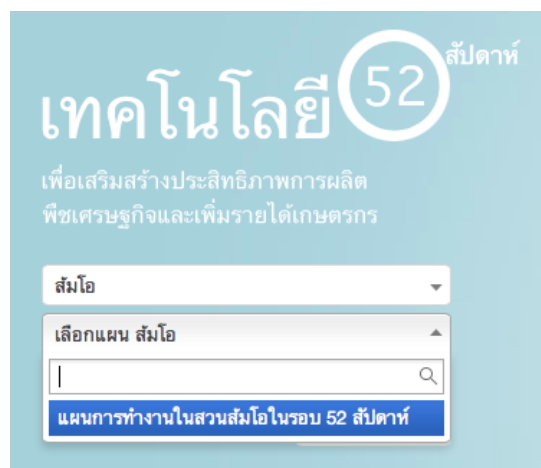 เทคโนโลยี 52 สัปดาห์
เพื่อเสริมสร้างประสิทธิภาพการผลิต
พืชเศรษฐกิจและเพิ่มรายได้เกษตรกร
ส้มโอ
เลือกแผน ส้มโอ
แผนการทำงานในสวนส้มโอในรอบ 52 สัปดาห์